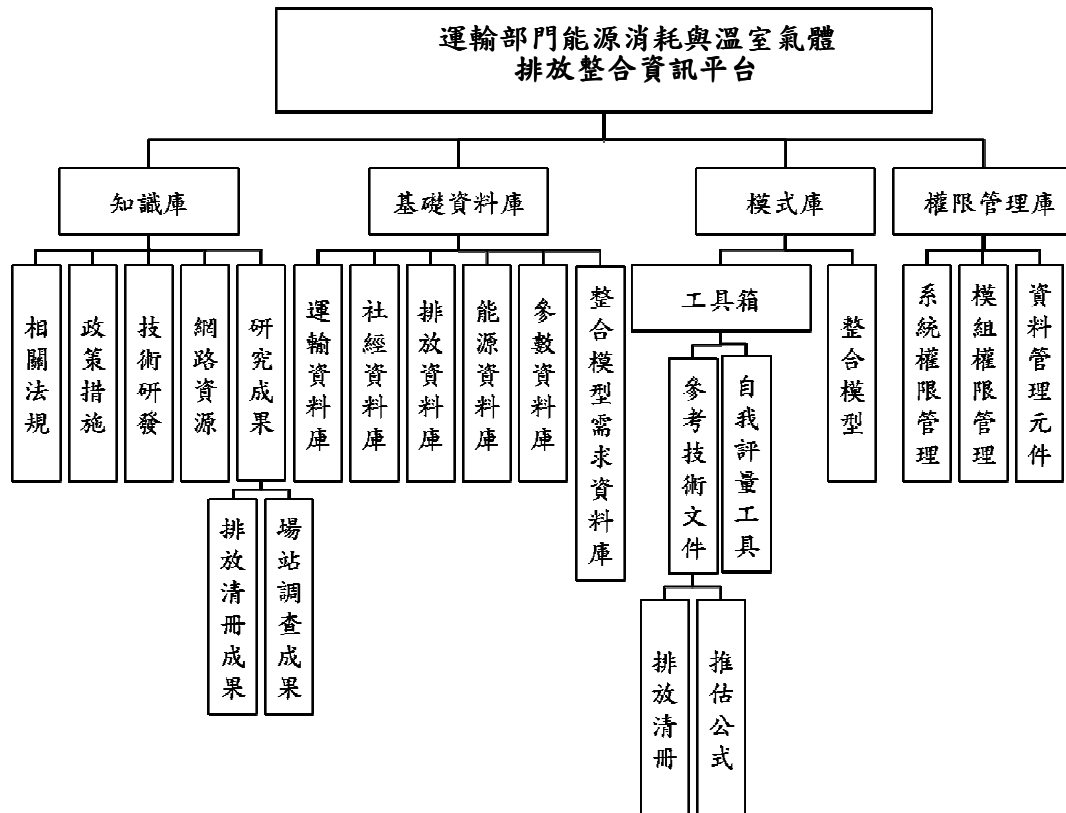 運輸部門能源消耗與溫室氣體
排放整合資訊平台
知識庫
基礎資料庫
模式庫
權限管理庫
相關法規
政策措施
技術研發
網路資源
研究成果
運輸資料庫
社經資料庫
排放資料庫
能源資料庫
參數資料庫
整合模型需求資料庫
工具箱
整合模型
系統權限管理
模組權限管理
資料管理元件
參考技術文件
自我評量工具
排放清冊成果
場站調查成果
排放清冊
推估公式